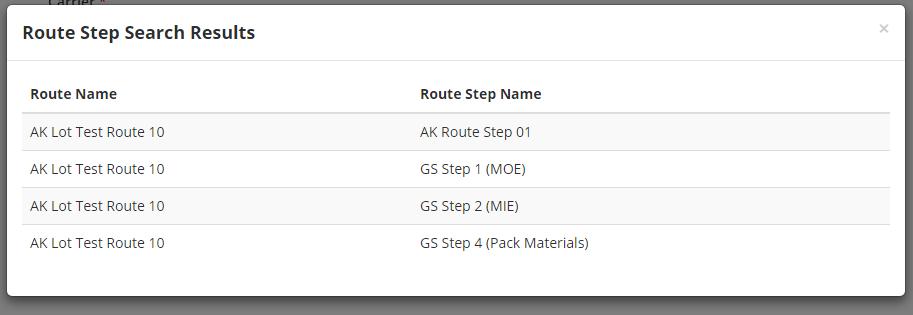 Carrier *
Route Step Search Results ×
Route Name Route Step Name
AK Lot Test Route 10 AK Route Step 01
AK Lot Test Route 10 GS Step 1 (MOE)
AK Lot Test Route 10 GS Step 2 (MIE)
AK Lot Test Route 10 GS Step 4 (Pack Materials)